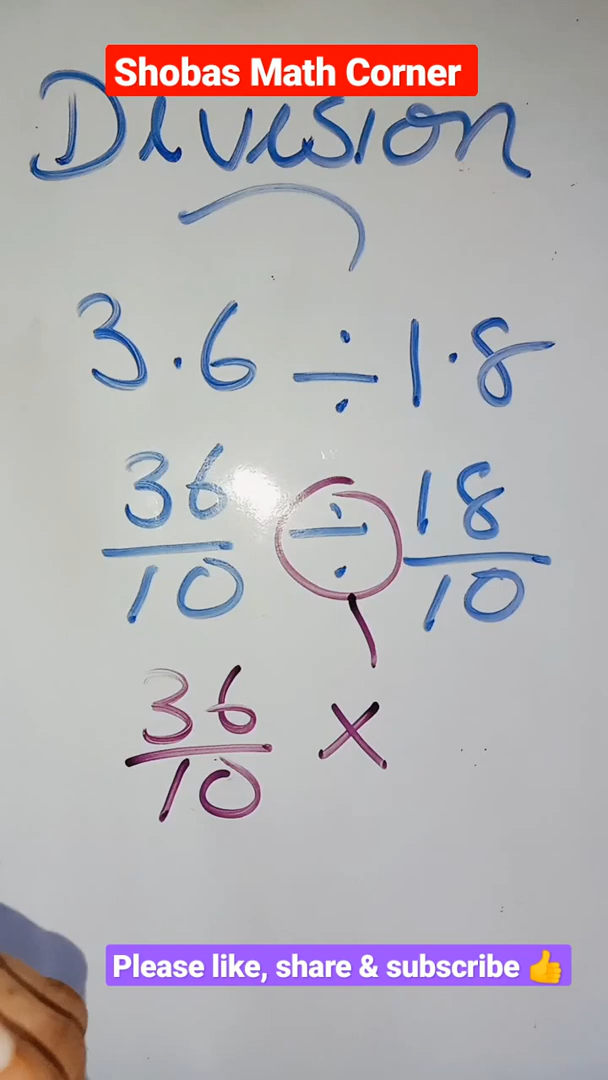 Shobas Math Corner
Division
3.6 ÷ 1.8
36/10 ÷ 18/10
36/10 ×
Please like, share & subscribe 👍